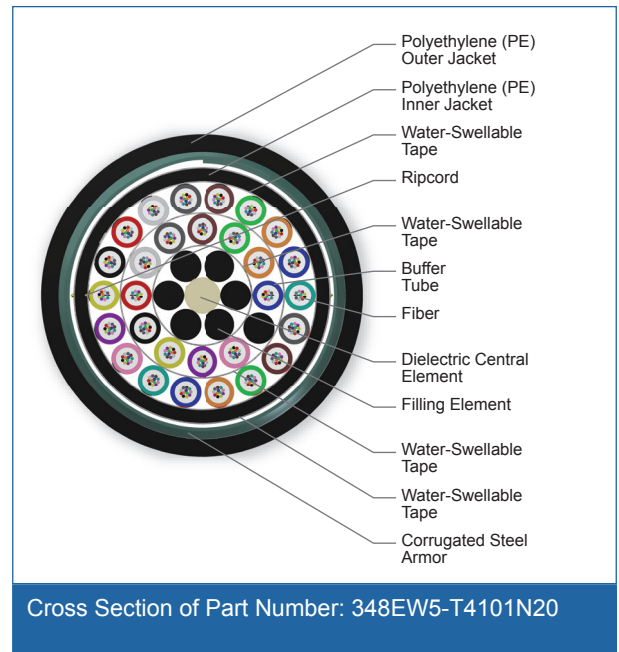 Polyethylene (PE)
Outer Jacket
Polyethylene (PE)
Inner Jacket
Water-Swellable
Tape
Ripcord
Water-Swellable
Tape
Buffer
Tube
Fiber
Dielectric Central
Element
Filling Element
Water-Swellable
Tape
Water-Swellable
Tape
Corrugated Steel
Armor
Cross Section of Part Number: 348EW5-T4101N20